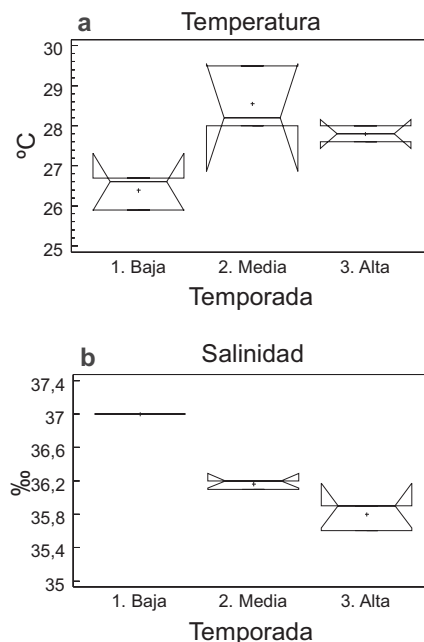 a Temperatura
30
29
28
ºC
27
26
25
1. Baja 2. Media 3. Alta
Temporada
b Salinidad
37,4
37
36,6
‰
36,2
35,8
35,4
35
1. Baja 2. Media 3. Alta
Temporada